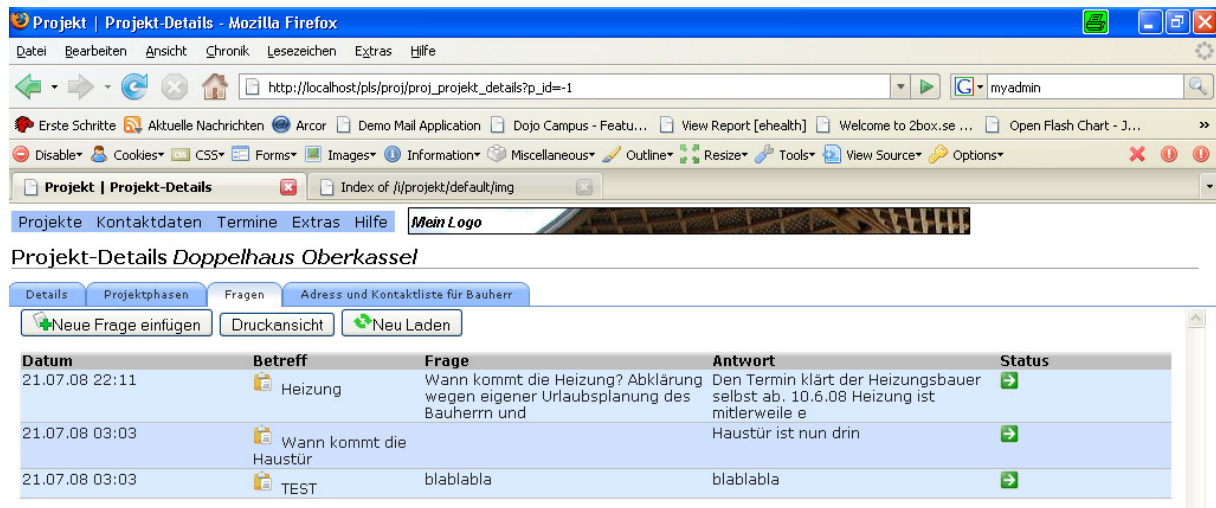 Projekt | Projekt-Details - Mozilla Firefox
Datei Bearbeiten Ansicht Chronik Lesezeichen Extras Hilfe
http://localhost/pls/proj/proj_projekt_details?p_id=-1 G myadmin
Erste Schritte Aktuelle Nachrichten Arcor Demo Mail Application Dojo Campus - Featu... View Report [ehealth] Welcome to 2box.se ... Open Flash Chart - J... »
Disable Cookies CSS Forms Images Information Miscellaneous Outline Resize Tools View Source Options
Projekt | Projekt-Details Index of /i/projekt/default/img
Projekte Kontaktdaten Termine Extras Hilfe Mein Logo
Projekt-Details Doppelhaus Oberkassel
Details Projektphasen Fragen Adress und Kontaktliste für Bauherr
Neue Frage einfügen Druckansicht Neu Laden
Datum Betreff Frage Antwort Status
21.07.08 22:11 Heizung Wann kommt die Heizung? Abklärung Den Termin klärt der Heizungsbauer
wegen eigener Urlaubsplanung des selbst ab. 10.6.08 Heizung ist
Bauherrn und mitlerweile e
21.07.08 03:03 Wann kommt die Haustür ist nun drin
Haustür
21.07.08 03:03 TEST blablabla blablabla